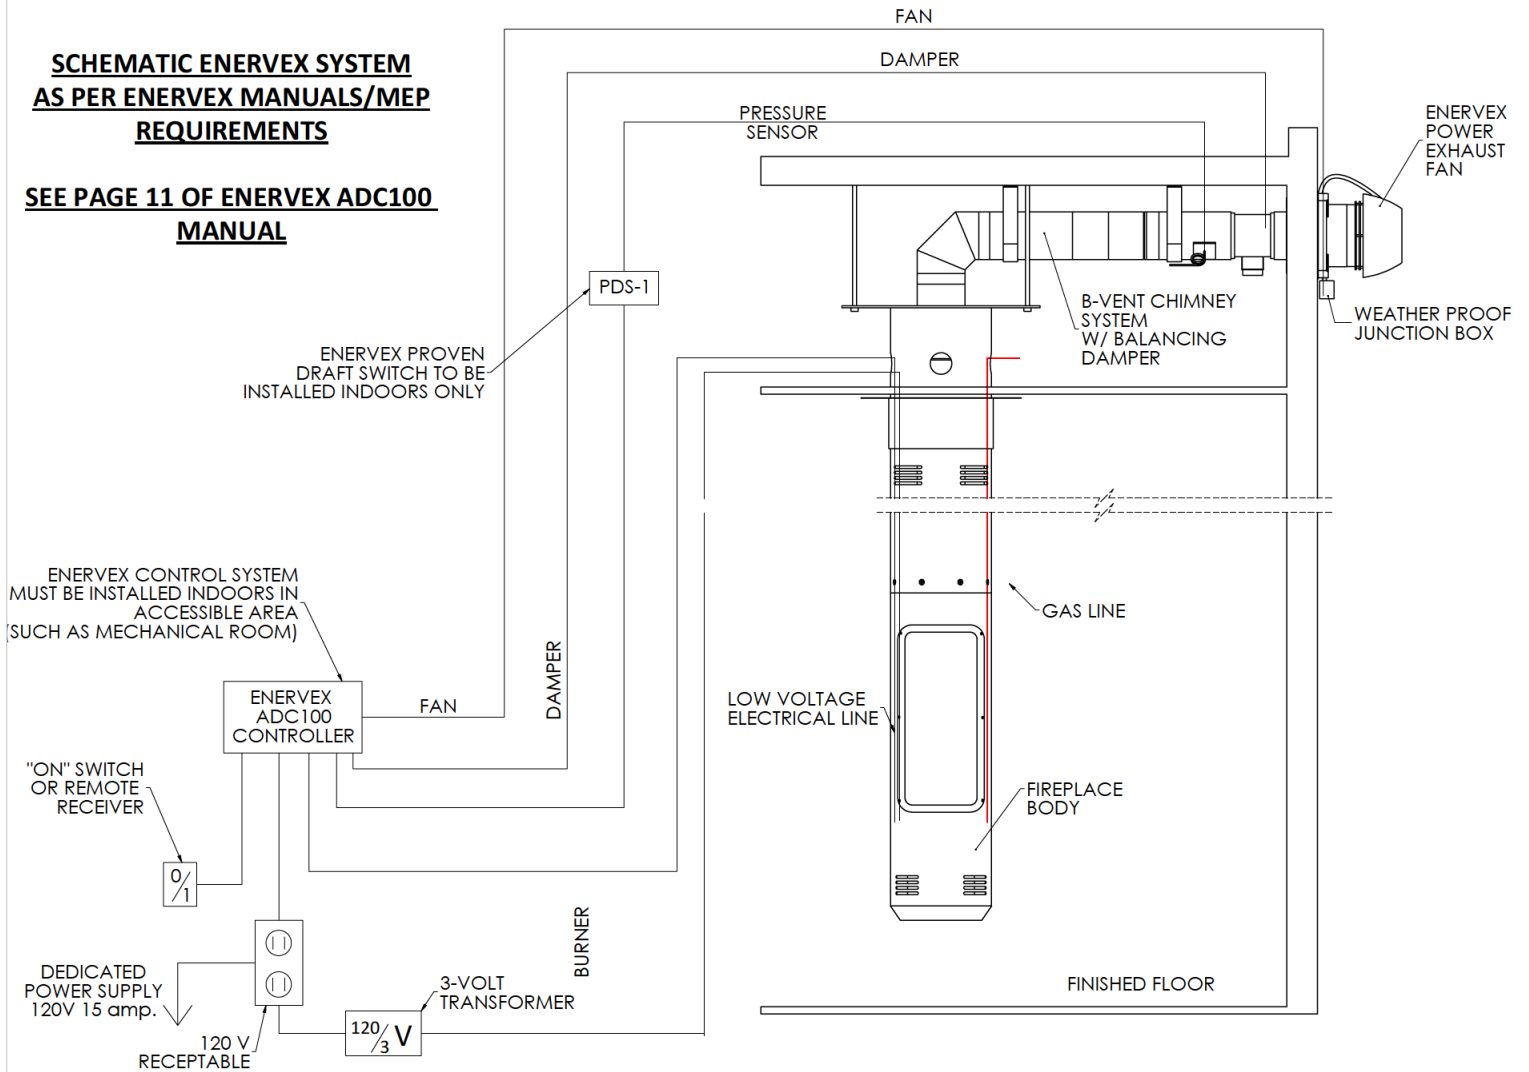 SCHEMATIC ENERVEX SYSTEM
AS PER ENERVEX MANUALS/MEP
REQUIREMENTS
SEE PAGE 11 OF ENERVEX ADC100
MANUAL
FAN
DAMPER
PRESSURE
SENSOR
ENERVEX
POWER
EXHAUST
FAN
PDS-1
B-VENT CHIMNEY
SYSTEM
W/ BALANCING
DAMPER
WEATHER PROOF
JUNCTION BOX
ENERVEX PROVEN
DRAFT SWITCH TO BE
INSTALLED INDOORS ONLY
ENERVEX CONTROL SYSTEM
MUST BE INSTALLED INDOORS IN
ACCESSIBLE AREA
(SUCH AS MECHANICAL ROOM)
GAS LINE
DAMPER
ENERVEX
ADC100
CONTROLLER
FAN
LOW VOLTAGE
ELECTRICAL LINE
"ON" SWITCH
OR REMOTE
RECEIVER
FIREPLACE
BODY
0/1
BURNER
DEDICATED
POWER SUPPLY
120V 15 amp.
3-VOLT
TRANSFORMER
FINISHED FLOOR
120/3 V
120 V
RECEPTABLE